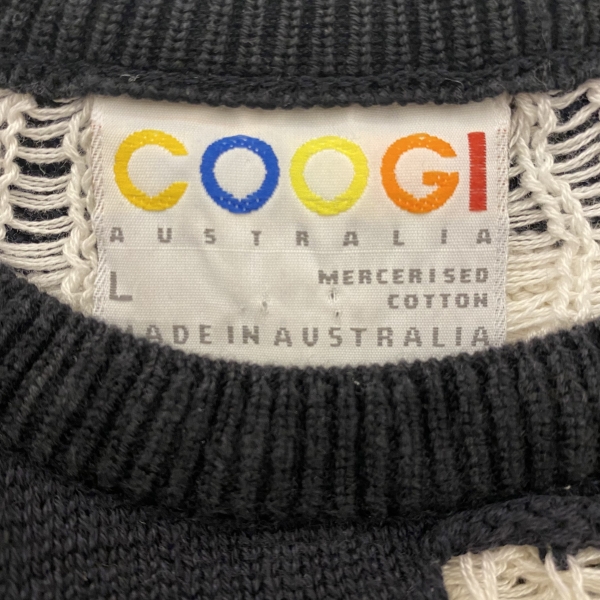 COOGI
AUSTRALIA
L
MERCERISED
COTTON
MADE IN AUSTRALIA